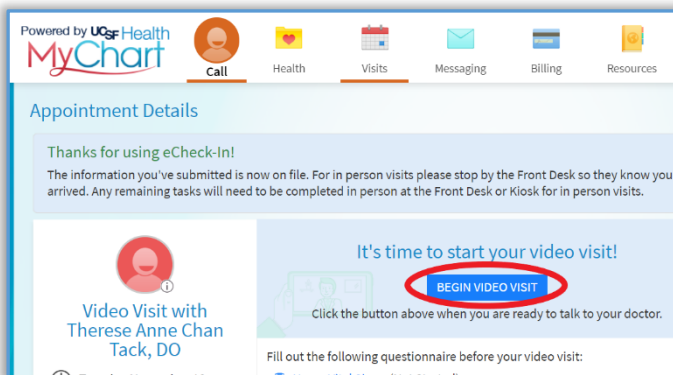 Powered by UCSF Health
MyChart
Call
Health
Visits
Messaging
Billing
Resources
Appointment Details
Thanks for using eCheck-In!
The information you've submitted is now on file. For in person visits please stop by the Front Desk so they know you
arrived. Any remaining tasks will need to be completed in person at the Front Desk or Kiosk for in person visits.
It's time to start your video visit!
BEGIN VIDEO VISIT
Click the button above when you are ready to talk to your doctor.
Video Visit with
Therese Anne Chan
Tack, DO
Fill out the following questionnaire before your video visit: